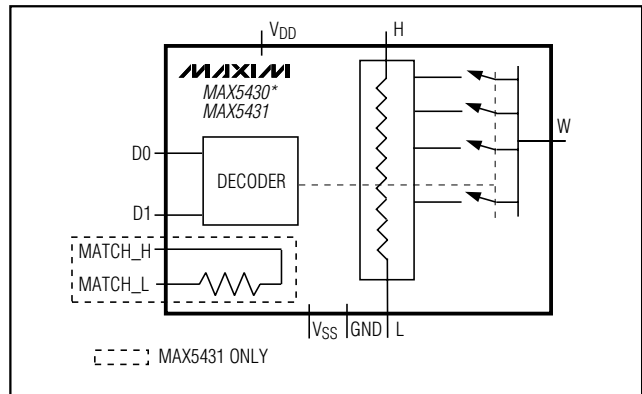 VDD
H
MAXIM
MAX5430*
MAX5431
W
D0
DECODER
D1
MATCH_H
MATCH_L
VSS
GND
L
MAX5431 ONLY